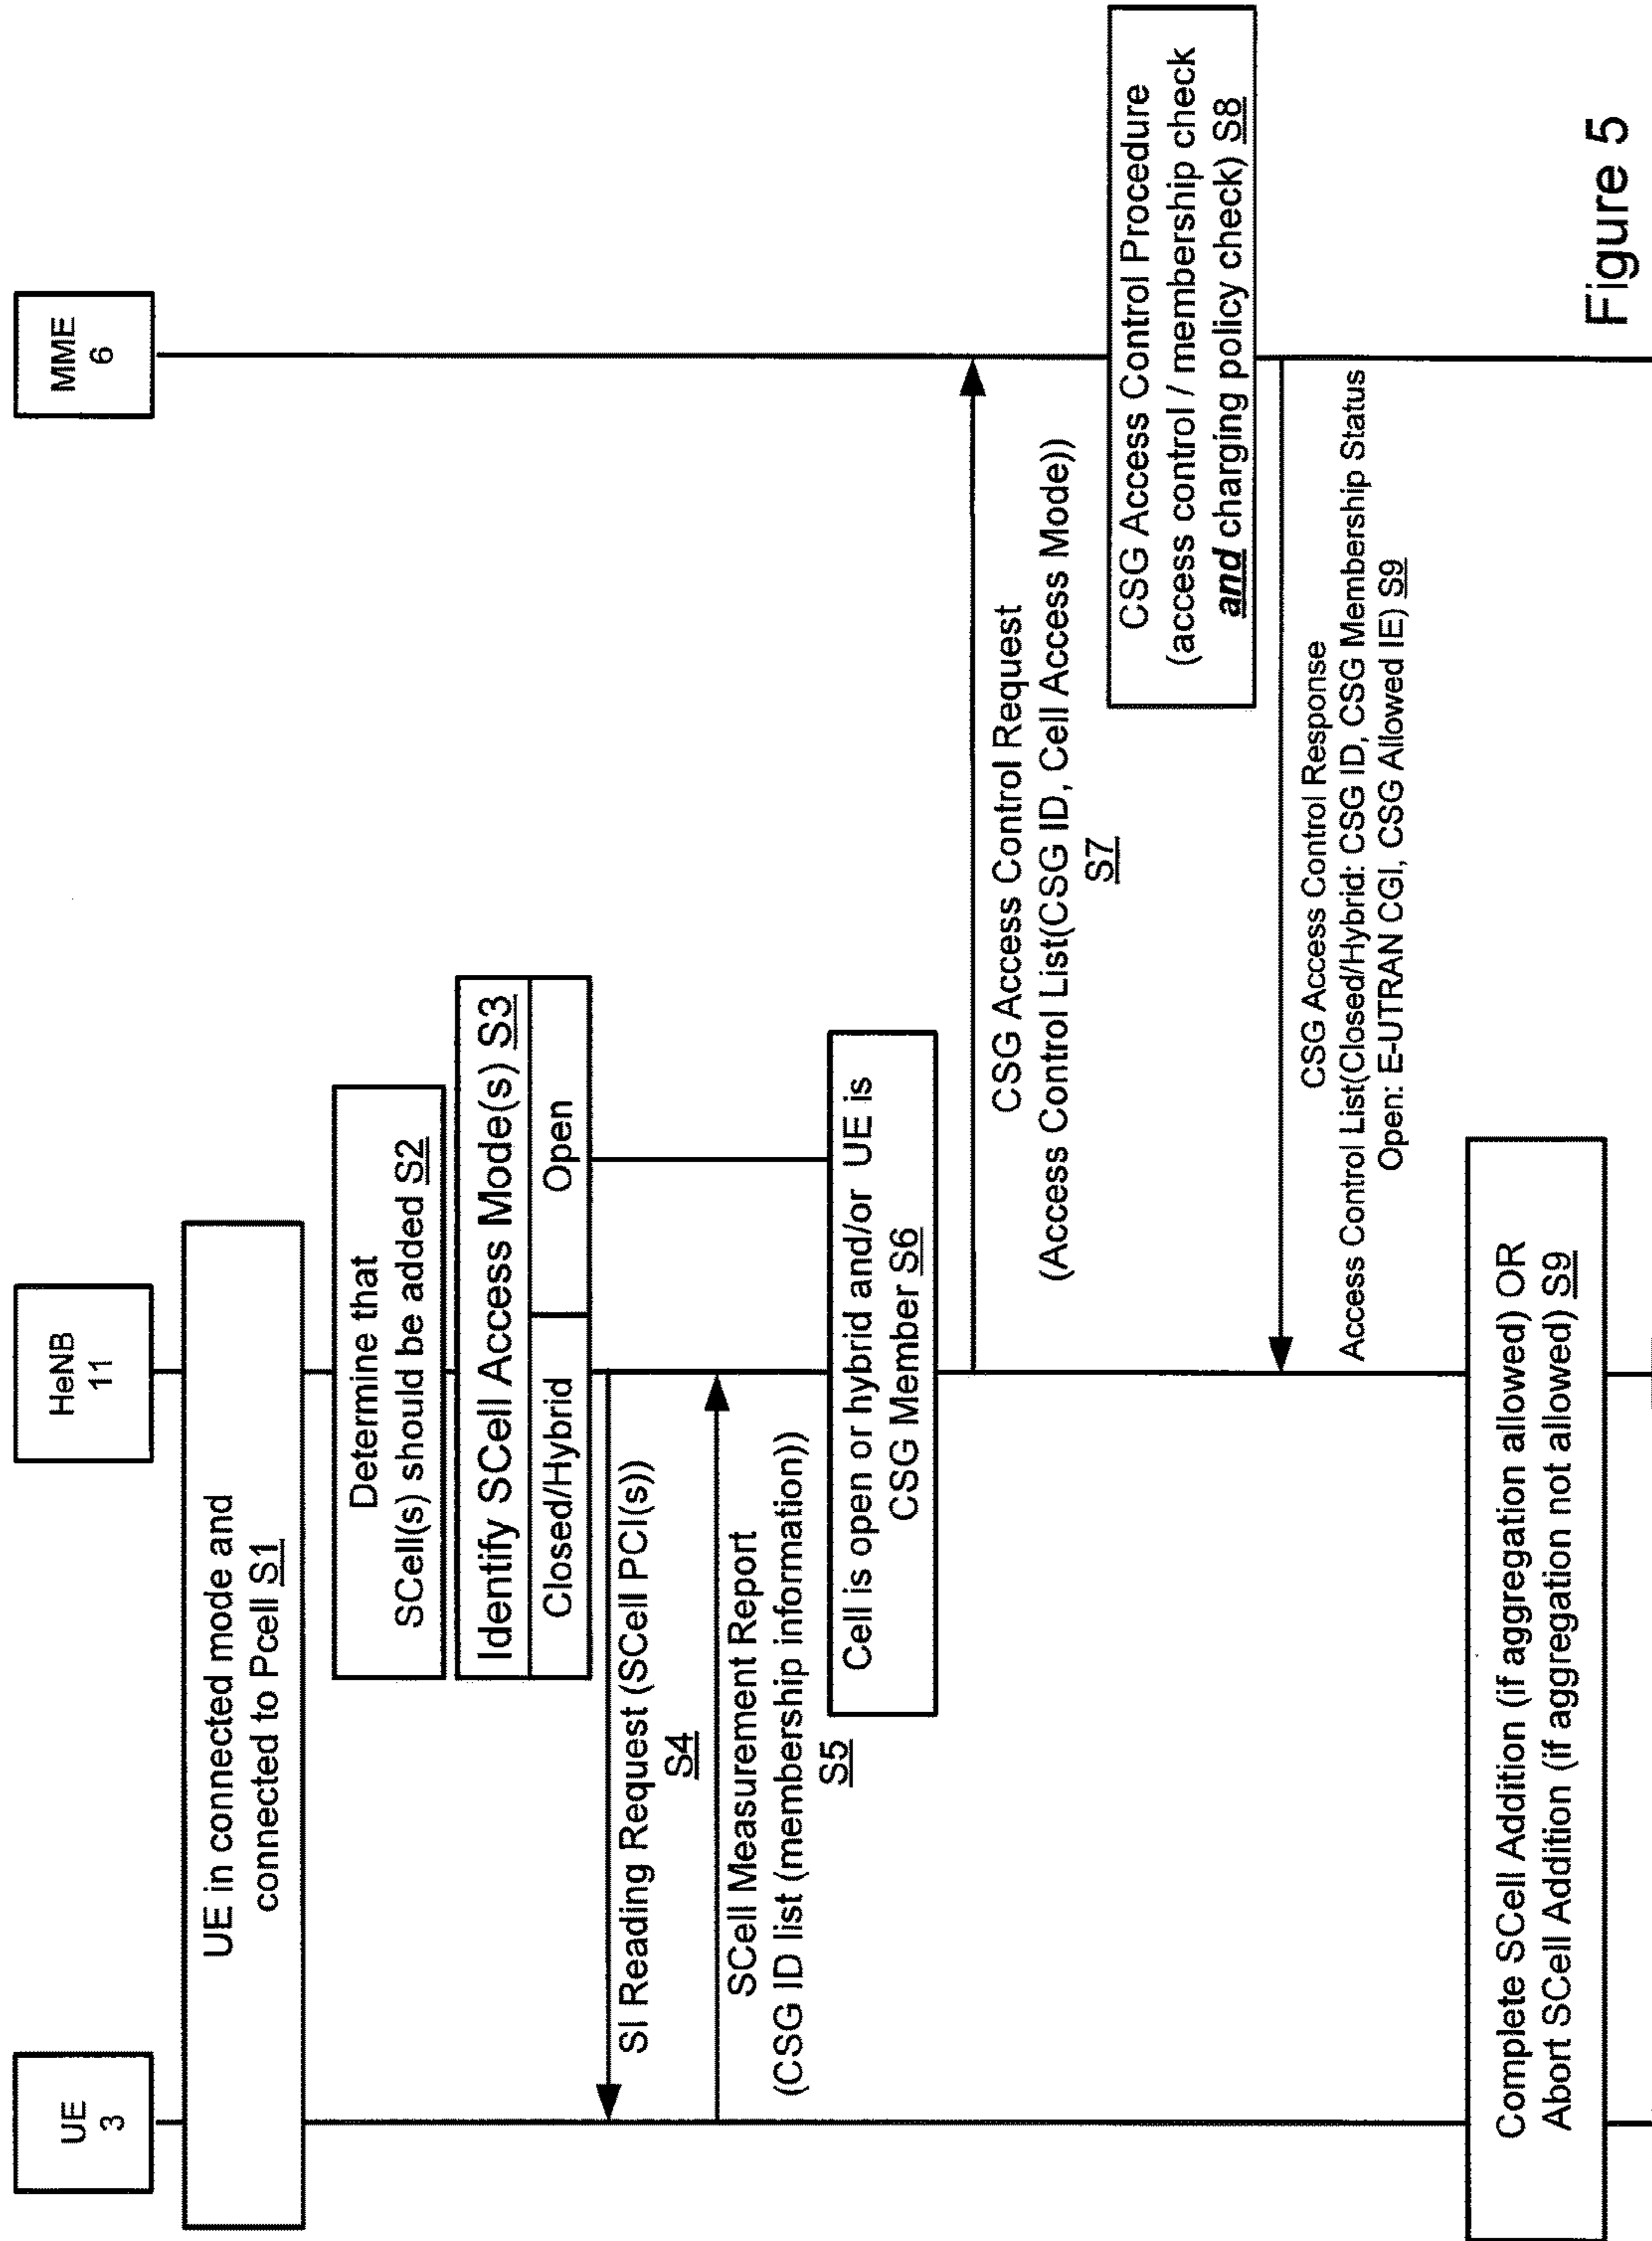 UE
3
HeNB
11
MME
6
UE in connected mode and
connected to Pcell S1
Determine that
SCell(s) should be added S2
Identify SCell Access Mode(s) S3
Closed/Hybrid
Open
SI Reading Request (SCell PCI(s))
S4
SCell Measurement Report
(CSG ID list (membership information))
S5
Cell is open or hybrid and/or UE is
CSG Member S6
CSG Access Control Request
(Access Control List(CSG ID, Cell Access Mode))
S7
CSG Access Control Procedure
(access control / membership check
and charging policy check) S8
CSG Access Control Response
Access Control List(Closed/Hybrid: CSG ID, CSG Membership Status
Open: E-UTRAN CGI, CSG Allowed IE) S9
Complete SCell Addition (if aggregation allowed) OR
Abort SCell Addition (if aggregation not allowed) S9
Figure 5